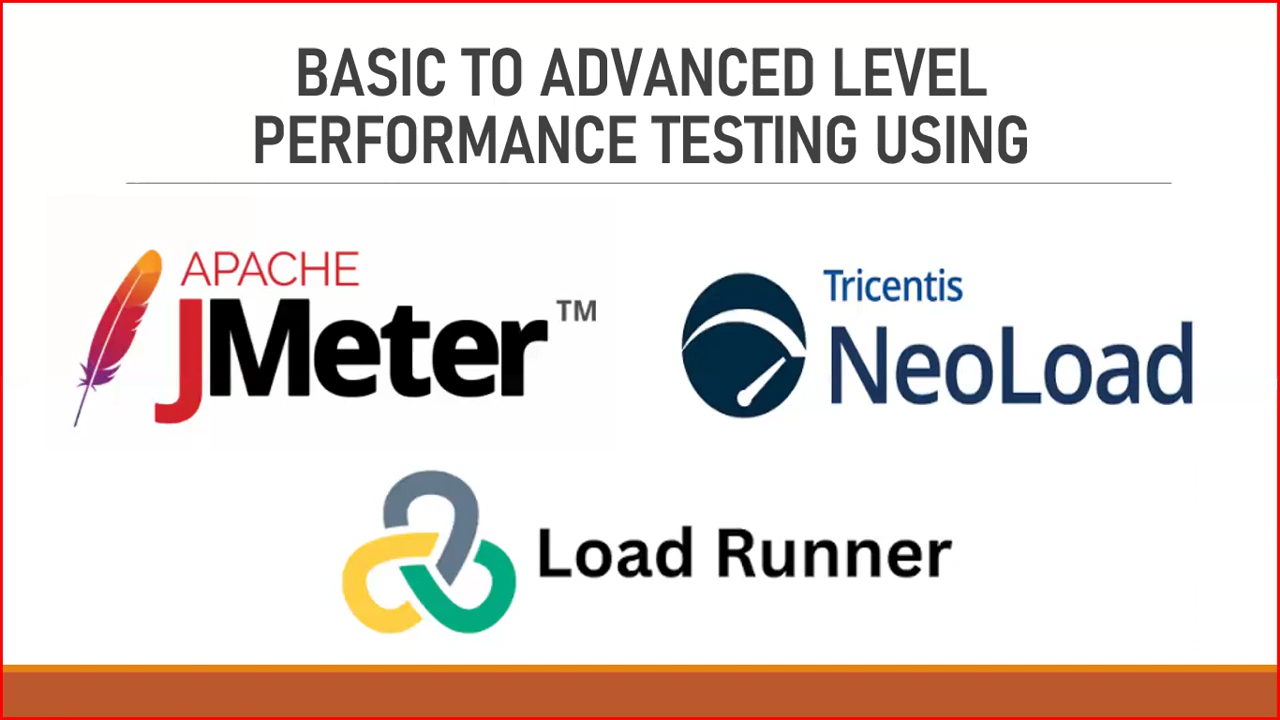 BASIC TO ADVANCED LEVEL
PERFORMANCE TESTING USING
APACHE
JMeter™
Tricentis
NeoLoad
Load Runner